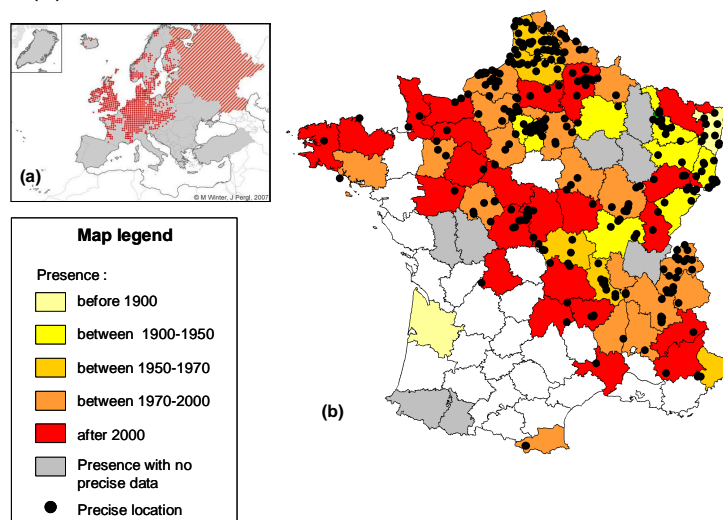 (a)
© M Winter, J Pergl, 2007
Map legend
Presence :
before 1900
between 1900-1950
between 1950-1970
between 1970-2000
after 2000
Presence with no
precise data
Precise location
(b)